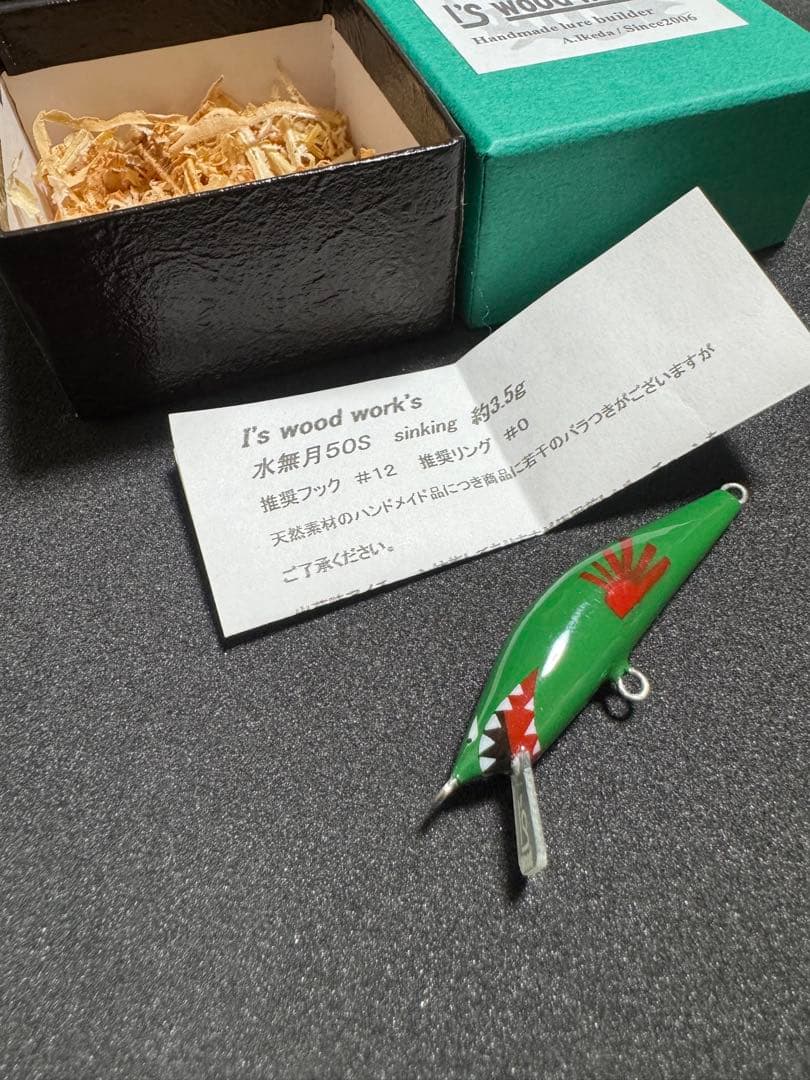 I's wood
Handmade lure builder
A.Ikeda / Since2006
I's wood work's
水無月50S sinking 約3.5g
推奨フック #12 推奨リング #0
天然素材のハンドメイド品につき商品に若干のバラつきがございますが
ご了承ください。